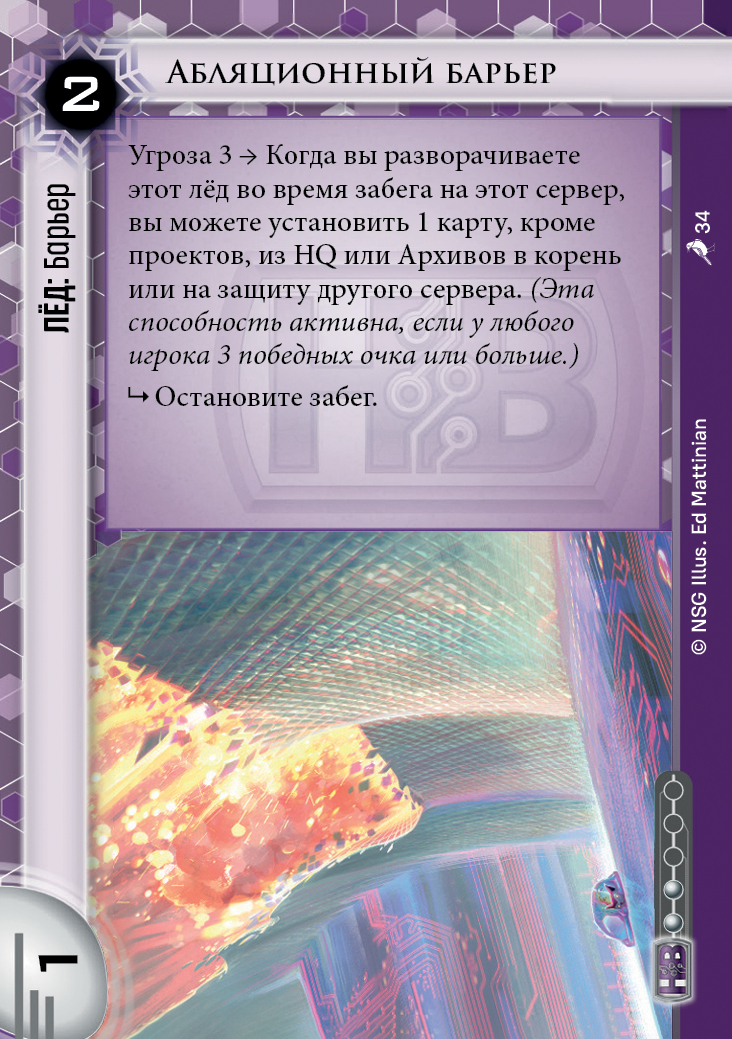 2
Абляционный барьер
Угроза 3 → Когда вы разворачиваете
этот лёд во время забега на этот сервер,
вы можете установить 1 карту, кроме
проектов, из HQ или Архивов в корень
или на защиту другого сервера. (Эта
способность активна, если у любого
игрока 3 победных очка или больше.)
↳ Остановите забег.
ЛЁД: Барьер
1
34
© NSG Illus. Ed Mattinian
HB
HB